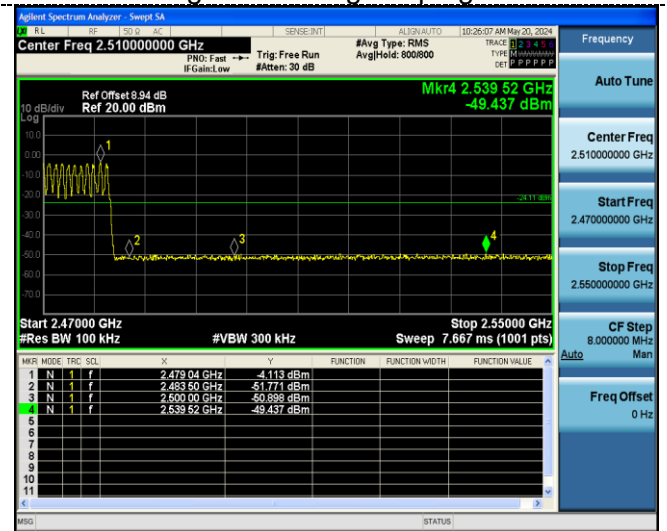 Agilent Spectrum Analyzer - Swept SA
RL RF 50 Ω AC SENSE:INT ALIGNAUTO 10:26:07 AM May 20, 2024
Center Freq 2.510000000 GHz #Avg Type: RMS TRACE 1 2 3 4 5 6
PNO: Fast Trig: Free Run Avg|Hold: 800/800 TYPE M
IFGain:Low #Atten: 30 dB DET P P P P P P
Mkr4 2.539 52 GHz
-49.437 dBm
Ref Offset 8.94 dB
10 dB/div Ref 20.00 dBm
Log
10.0
0.00
-10.0
-20.0
-24.11 dBm
-30.0
-40.0
-50.0
-60.0
-70.0
1
2
3
4
Start 2.47000 GHz Stop 2.55000 GHz
#Res BW 100 kHz #VBW 300 kHz Sweep 7.667 ms (1001 pts)
MKR MODE TRC SCL X Y FUNCTION FUNCTION WIDTH FUNCTION VALUE
1 N 1 f 2.479 04 GHz -4.113 dBm
2 N 1 f 2.483 50 GHz -51.771 dBm
3 N 1 f 2.500 00 GHz -50.898 dBm
4 N 1 f 2.539 52 GHz -49.437 dBm
5
6
7
8
9
10
11
MSG STATUS
Frequency
Auto Tune
Center Freq
2.510000000 GHz
Start Freq
2.470000000 GHz
Stop Freq
2.550000000 GHz
CF Step
8.000000 MHz
Auto Man
Freq Offset
0 Hz